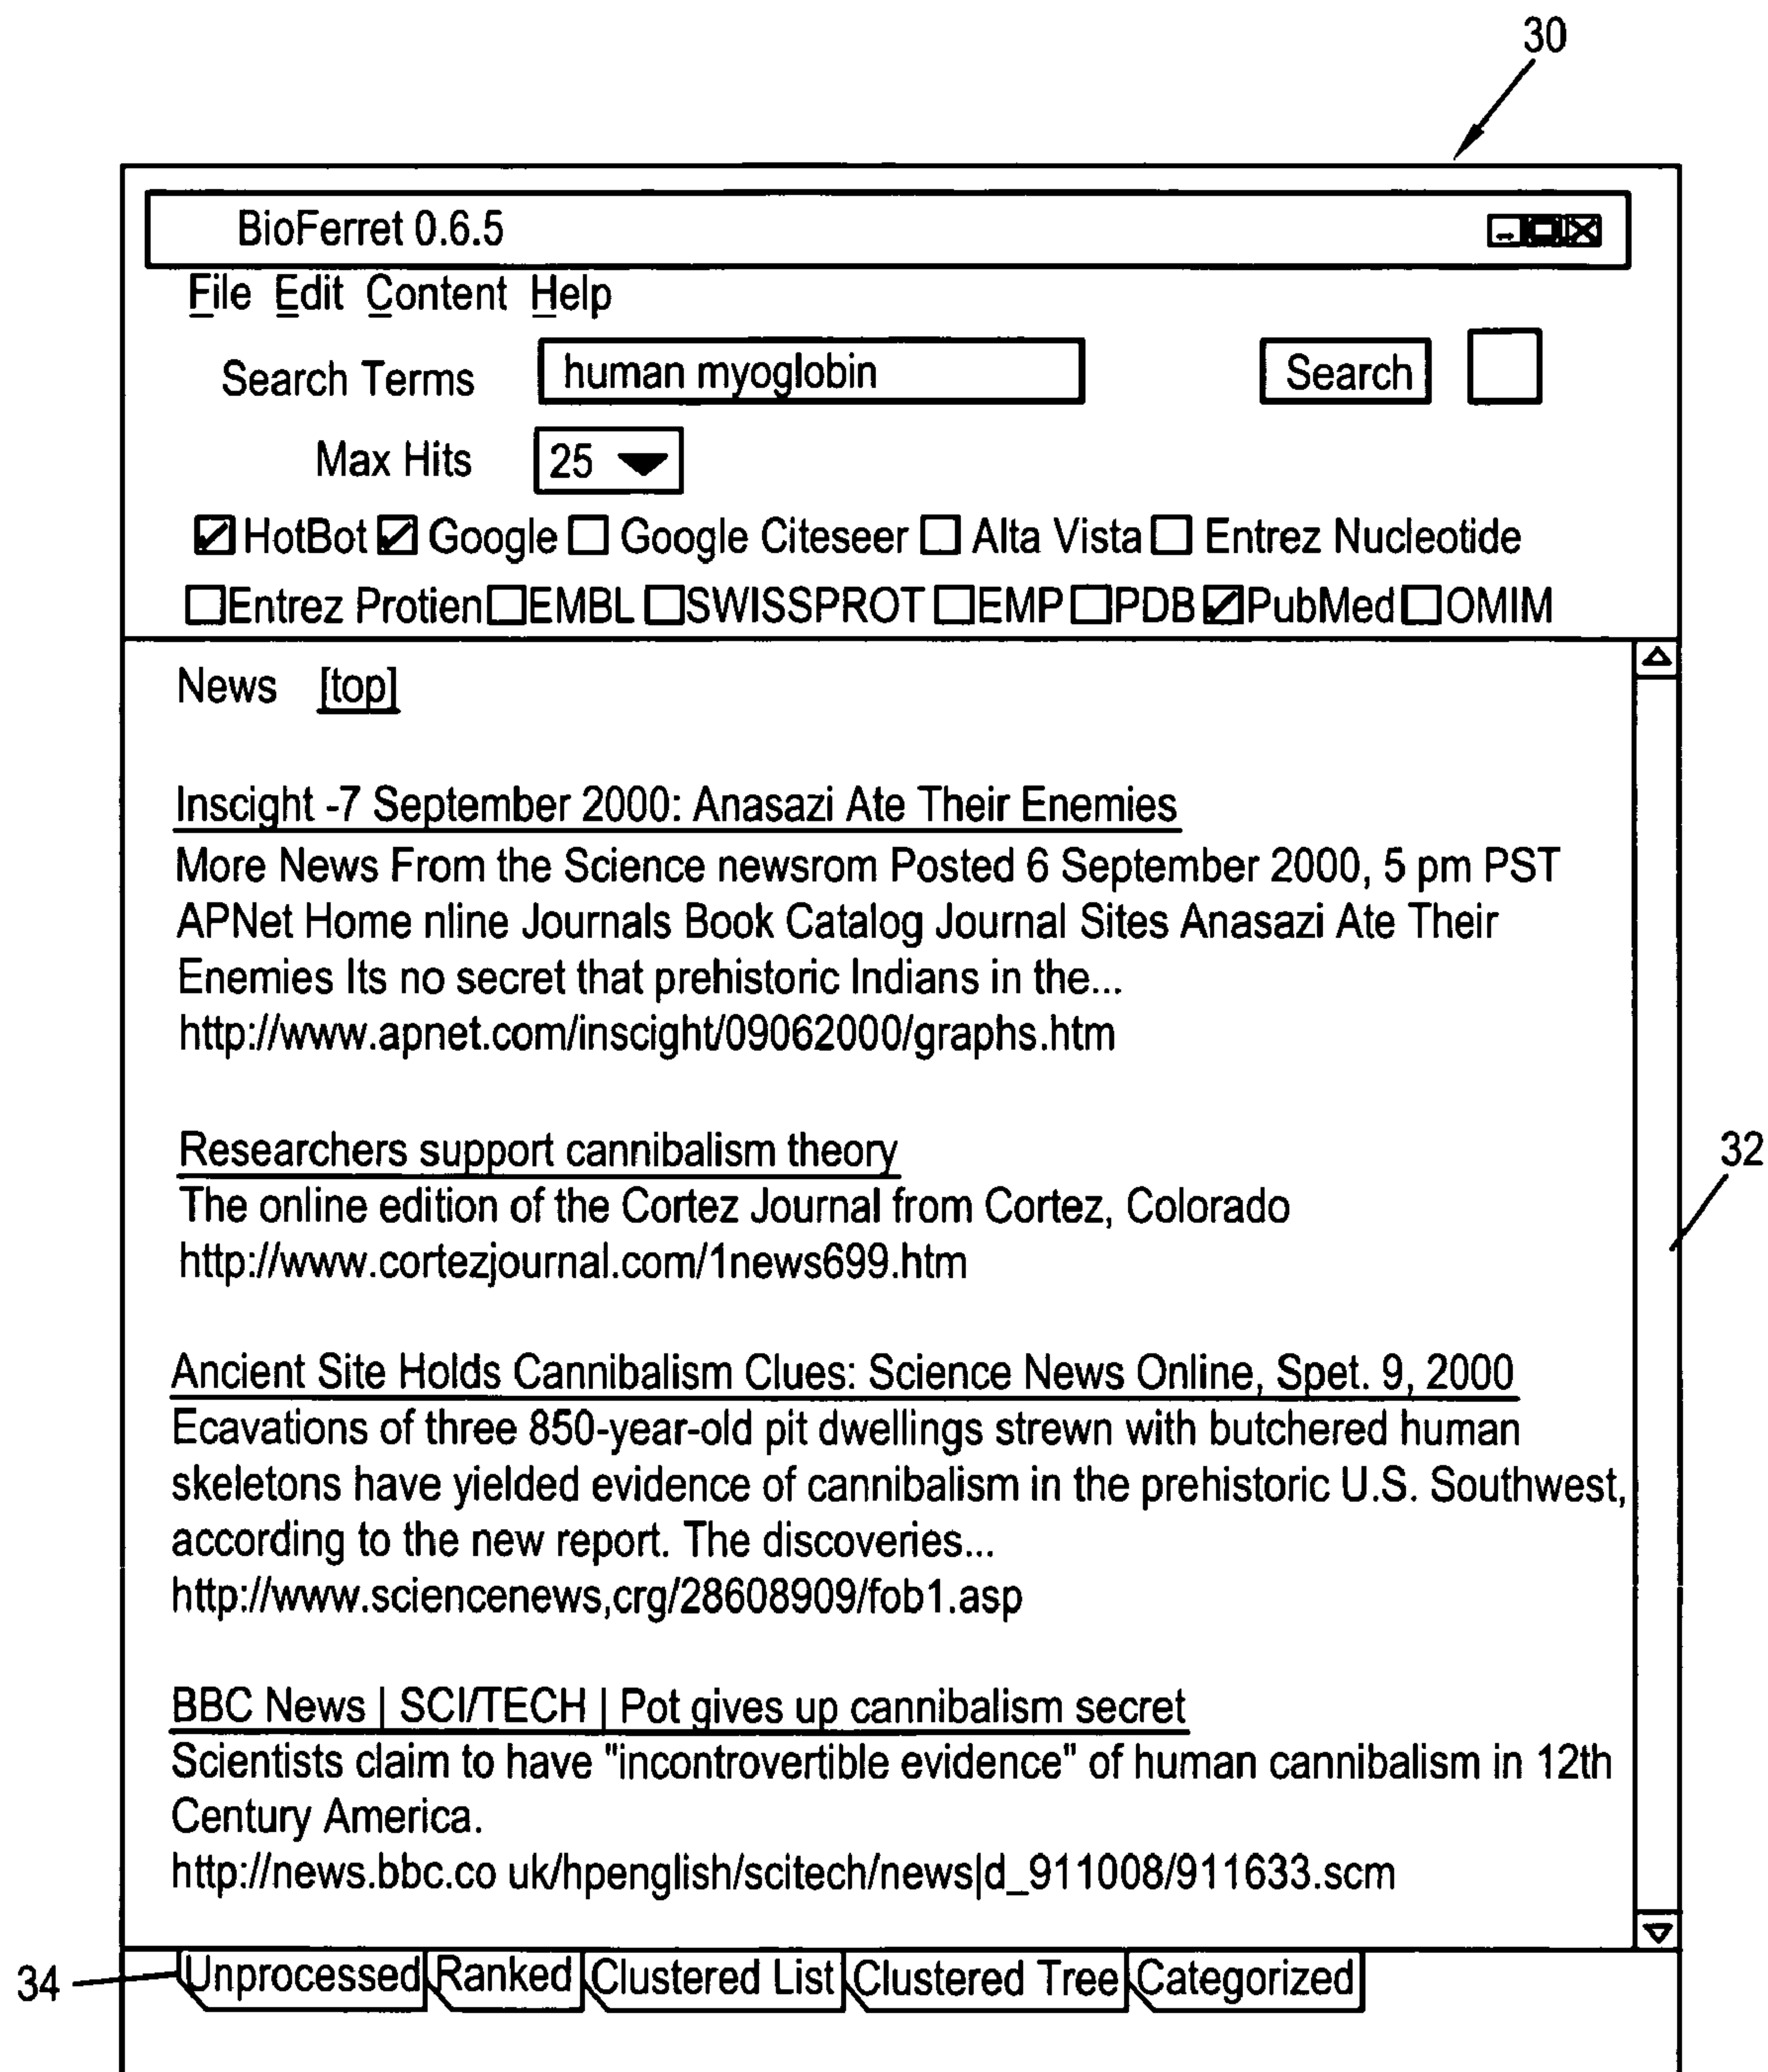 30
BioFerret 0.6.5
File Edit Content Help
Search Terms human myoglobin Search
Max Hits 25
HotBot Google Google Citeseer Alta Vista Entrez Nucleotide
Entrez Protien EMBL SWISSPROT EMP PDB PubMed OMIM
News [top]
Inscight -7 September 2000: Anasazi Ate Their Enemies
More News From the Science newsrom Posted 6 September 2000, 5 pm PST
APNet Home nline Journals Book Catalog Journal Sites Anasazi Ate Their
Enemies Its no secret that prehistoric Indians in the...
http://www.apnet.com/inscight/09062000/graphs.htm
Researchers support cannibalism theory
The online edition of the Cortez Journal from Cortez, Colorado
http://www.cortezjournal.com/1news699.htm
32
Ancient Site Holds Cannibalism Clues: Science News Online, Spet. 9, 2000
Ecavations of three 850-year-old pit dwellings strewn with butchered human
skeletons have yielded evidence of cannibalism in the prehistoric U.S. Southwest,
according to the new report. The discoveries...
http://www.sciencenews,crg/28608909/fob1.asp
BBC News | SCI/TECH | Pot gives up cannibalism secret
Scientists claim to have "incontrovertible evidence" of human cannibalism in 12th
Century America.
http://news.bbc.co uk/hpenglish/scitech/news|d_911008/911633.scm
34 Unprocessed Ranked Clustered List Clustered Tree Categorized